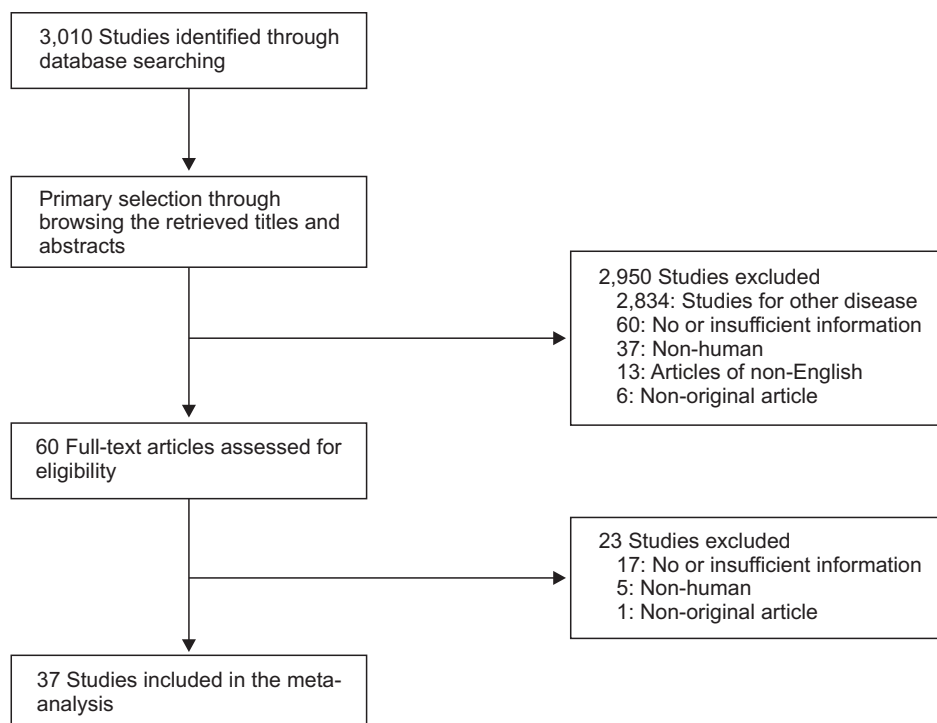 3,010 Studies identified through
database searching
Primary selection through
browsing the retrieved titles and
abstracts
2,950 Studies excluded
2,834: Studies for other disease
60: No or insufficient information
37: Non-human
13: Articles of non-English
6: Non-original article
60 Full-text articles assessed for
eligibility
23 Studies excluded
17: No or insufficient information
5: Non-human
1: Non-original article
37 Studies included in the meta-
analysis